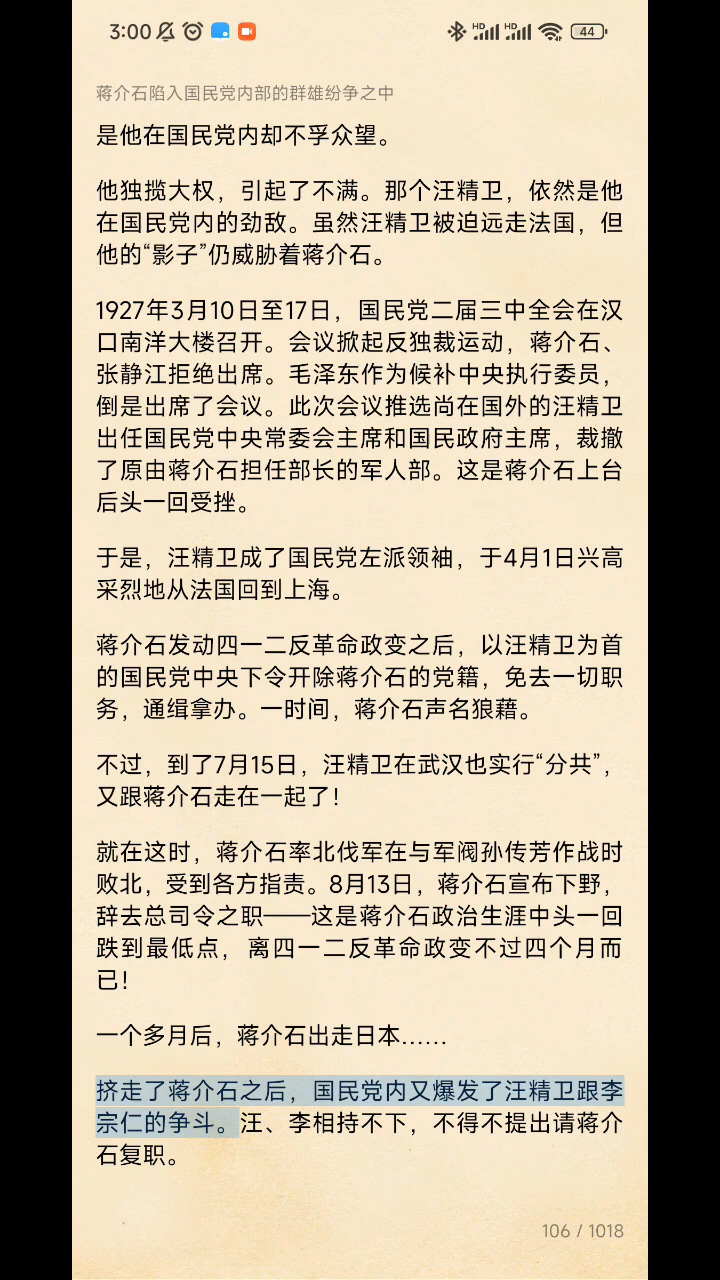 3:00
HD HD 44
蒋介石陷入国民党内部的群雄纷争之中
是他在国民党内却不孚众望。
他独揽大权，引起了不满。那个汪精卫，依然是他
在国民党内的劲敌。虽然汪精卫被迫远走法国，但
他的“影子”仍威胁着蒋介石。
1927年3月10日至17日，国民党二届三中全会在汉
口南洋大楼召开。会议掀起反独裁运动，蒋介石、
张静江拒绝出席。毛泽东作为候补中央执行委员，
倒是出席了会议。此次会议推选尚在国外的汪精卫
出任国民党中央常委会主席和国民政府主席，裁撤
了原由蒋介石担任部长的军人部。这是蒋介石上台
后头一回受挫。
于是，汪精卫成了国民党左派领袖，于4月1日兴高
采烈地从法国回到上海。
蒋介石发动四一二反革命政变之后，以汪精卫为首
的国民党中央下令开除蒋介石的党籍，免去一切职
务，通缉拿办。一时间，蒋介石声名狼藉。
不过，到了7月15日，汪精卫在武汉也实行“分共”，
又跟蒋介石走在一起了！
就在这时，蒋介石率北伐军在与军阀孙传芳作战时
败北，受到各方指责。8月13日，蒋介石宣布下野，
辞去总司令之职——这是蒋介石政治生涯中头一回
跌到最低点，离四一二反革命政变不过四个月而
已！
一个多月后，蒋介石出走日本……
挤走了蒋介石之后，国民党内又爆发了汪精卫跟李
宗仁的争斗。汪、李相持不下，不得不提出请蒋介
石复职。
106 / 1018